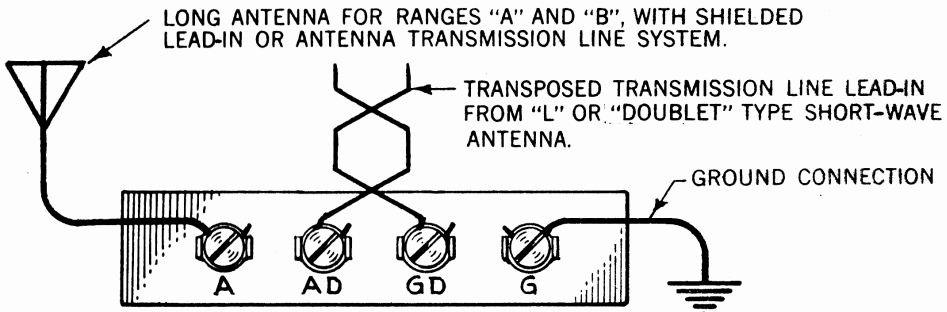 LONG ANTENNA FOR RANGES "A" AND "B", WITH SHIELDED
LEAD-IN OR ANTENNA TRANSMISSION LINE SYSTEM.
TRANSPOSED TRANSMISSION LINE LEAD-IN
FROM "L" OR "DOUBLET" TYPE SHORT-WAVE
ANTENNA.
GROUND CONNECTION
A AD GD G